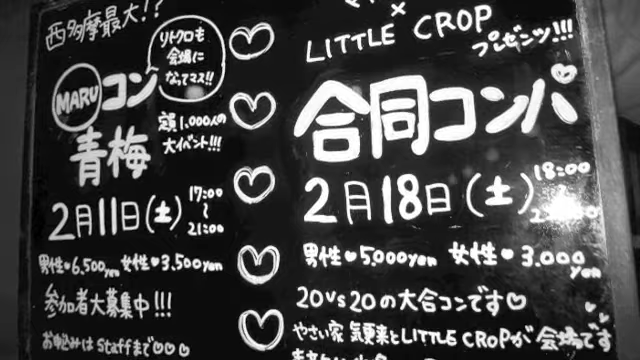 西多摩最大!?
リトクロも
会場に
なってマス!!
MARUコン
青梅
定員1,000人の
大イベント!!!
2月11日(土)
17:00
~
21:00
男性♥6,500yen 女性♥3,500yen
参加者大募集中!!!
お申込みはstaffまで♡♡♡
×
LITTLE CROP
プレゼンツ!!!
合同コンパ
2月18日(土)
18:00
~
男性♥5,000yen 女性♥3,000yen
20vs20の大合コンです♡
やさい家 気更来とLITTLE CROPが会場です